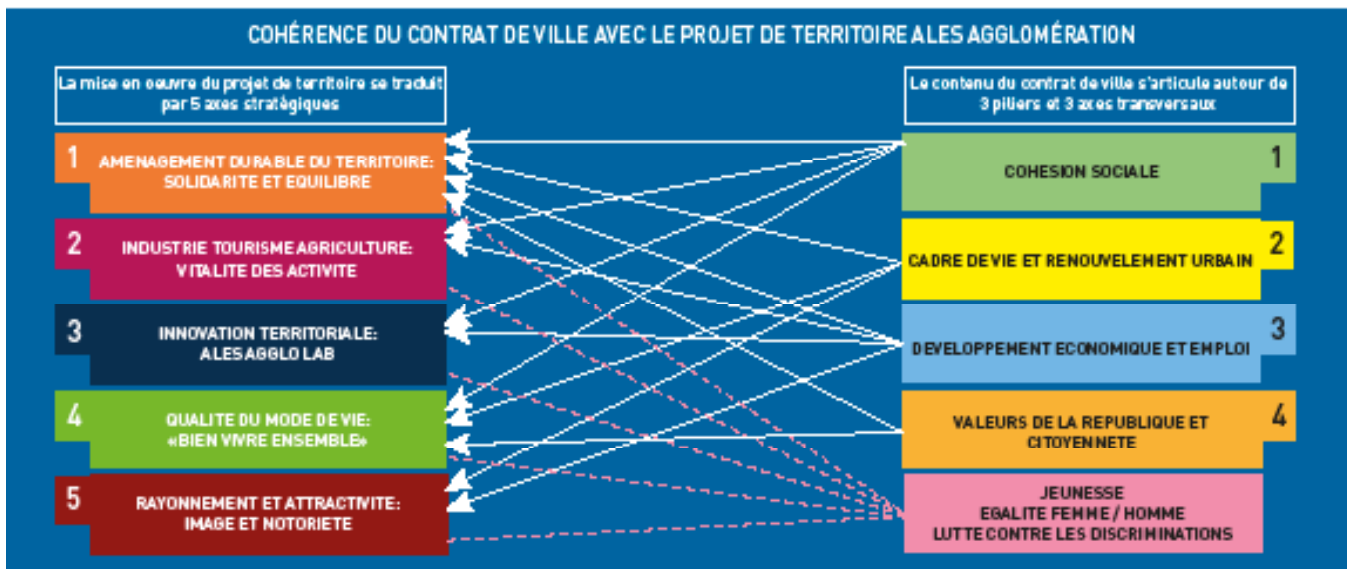 COHÉRENCE DU CONTRAT DE VILLE AVEC LE PROJET DE TERRITOIRE ALES AGGLOMÉRATION
La mise en oeuvre du projet de territoire se traduit
par 5 axes stratégiques
1
AMENAGEMENT DURABLE DU TERRITOIRE:
SOLIDARITE ET EQUILIBRE
2
INDUSTRIE TOURISME AGRICULTURE:
VITALITE DES ACTIVITE
3
INNOVATION TERRITORIALE:
ALES AGGLO LAB
4
QUALITE DU MODE DE VIE:
«BIEN VIVRE ENSEMBLE»
5
RAYONNEMENT ET ATTRACTIVITE:
IMAGE ET NOTORIETE
Le contenu du contrat de ville s'articule autour de
3 piliers et 3 axes transversaux
COHESION SOCIALE
1
CADRE DE VIE ET RENOUVELEMENT URBAIN
2
DEVELOPPEMENT ECONOMIQUE ET EMPLOI
3
VALEURS DE LA REPUBLIQUE ET
CITOYENNETE
4
JEUNESSE
EGALITE FEMME / HOMME
LUTTE CONTRE LES DISCRIMINATIONS